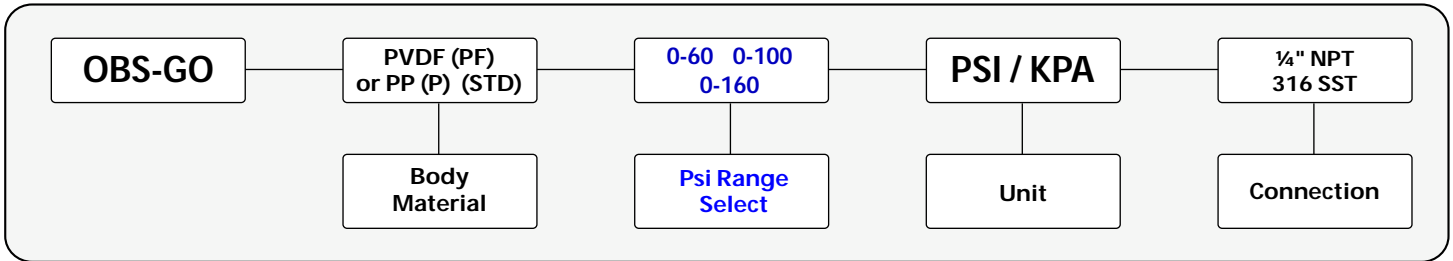 OBS-GO
PVDF (PF)
or PP (P) (STD)
0-60 0-100
0-160
PSI / KPA
¼" NPT
316 SST
Body
Material
Psi Range
Select
Unit
Connection